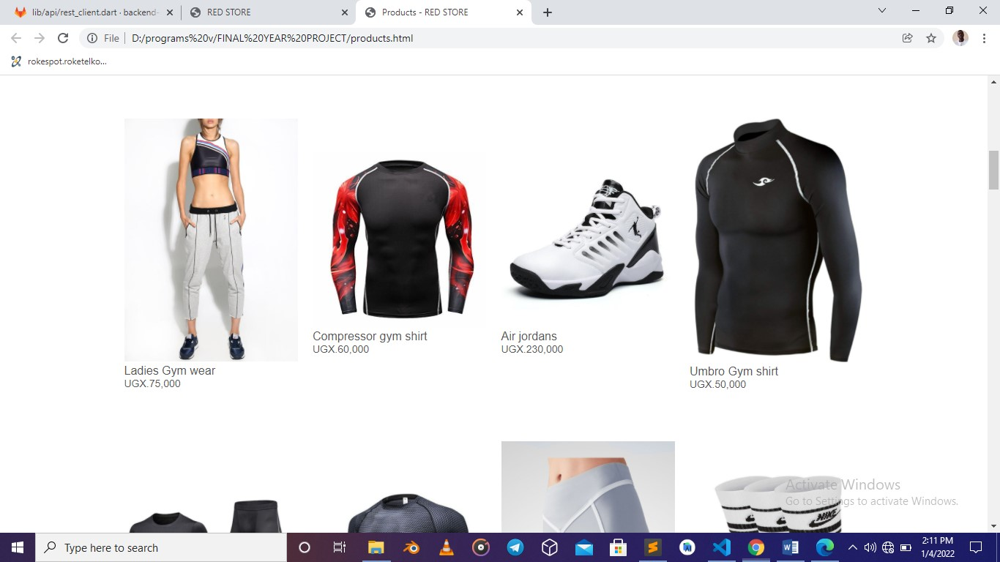 lib/api/rest_client.dart · backend-
RED STORE
Products - RED STORE
File
D:/programs%20v/FINAL%20YEAR%20PROJECT/products.html
rokespot.roketelko...
Ladies Gym wear
UGX.75,000
Compressor gym shirt
UGX.60,000
Air jordans
UGX.230,000
Umbro Gym shirt
UGX.50,000
NIKE
Activate Windows
Go to Settings to activate Windows.
Type here to search
2:11 PM
1/4/2022